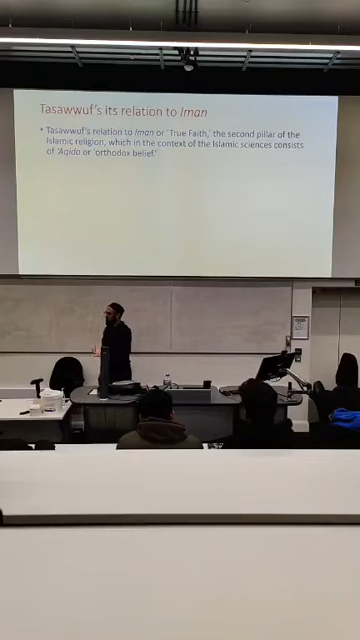 Tasawwuf's its relation to Iman
• Tasawwuf's relation to Iman or 'True Faith,' the second pillar of the
Islamic religion, which in the context of the Islamic sciences consists
of 'Aqida or 'orthodox belief.'